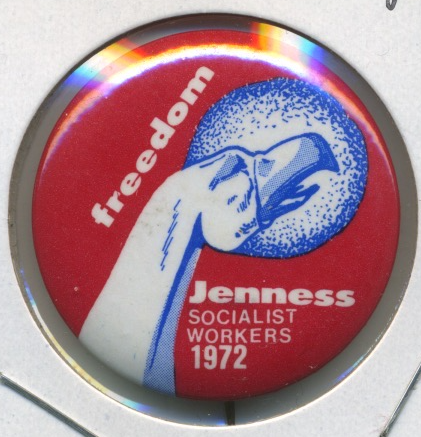 freedom
Jenness
SOCIALIST
WORKERS
1972